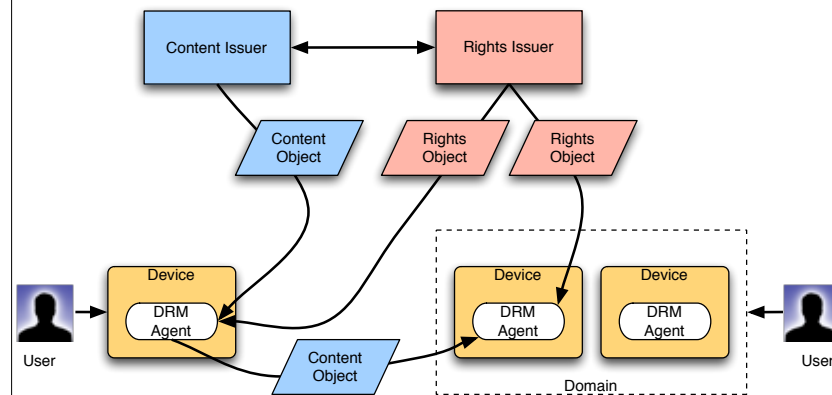 Content Issuer
Rights Issuer
Content
Object
Rights
Object
Rights
Object
Device
DRM
Agent
Device
DRM
Agent
Device
DRM
Agent
User
User
Content
Object
Domain